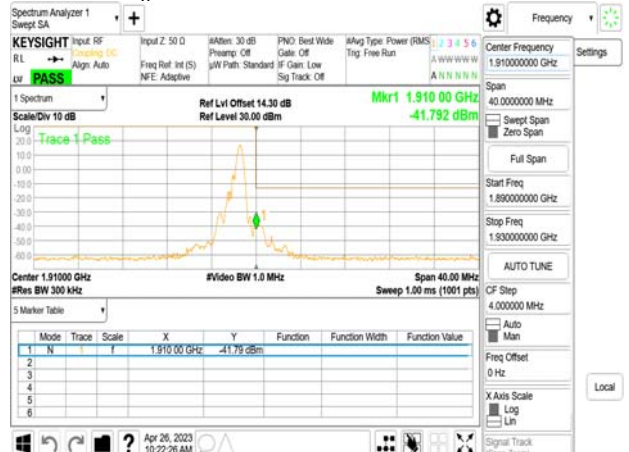 Spectrum Analyzer 1
Swept SA
+
Frequency
Settings
KEYSIGHT
RL
PASS
Input: RF
Coupling: DC
Align: Auto
Input Z: 50 Ω
Freq Ref: Int (S)
NFE: Adaptive
#Atten: 30 dB
Preamp: Off
µW Path: Standard
PNO: Best Wide
Gate: Off
IF Gain: Low
Sig Track: Off
#Avg Type: Power (RMS
Trig: Free Run
1 2 3 4 5 6
A W W W W W
A N N N N N
1 Spectrum
Scale/Div 10 dB
Ref Lvl Offset 14.30 dB
Ref Level 30.00 dBm
Mkr1 1.910 00 GHz
-41.792 dBm
Log
Trace 1 Pass
20.0
10.0
0.00
-10.0
-20.0
-30.0
-40.0
-50.0
-60.0
1
Center 1.91000 GHz
#Res BW 300 kHz
#Video BW 1.0 MHz
Span 40.00 MHz
Sweep 1.00 ms (1001 pts)
5 Marker Table
Mode Trace Scale X Y Function Function Width Function Value
1 N 1 f 1.910 00 GHz -41.79 dBm
2
3
4
5
6
?
Apr 26, 2023
10:22:26 AM
Center Frequency
1.910000000 GHz
Span
40.0000000 MHz
Swept Span
Zero Span
Full Span
Start Freq
1.890000000 GHz
Stop Freq
1.930000000 GHz
AUTO TUNE
CF Step
4.000000 MHz
Auto
Man
Freq Offset
0 Hz
X Axis Scale
Log
Lin
Signal Track
Local